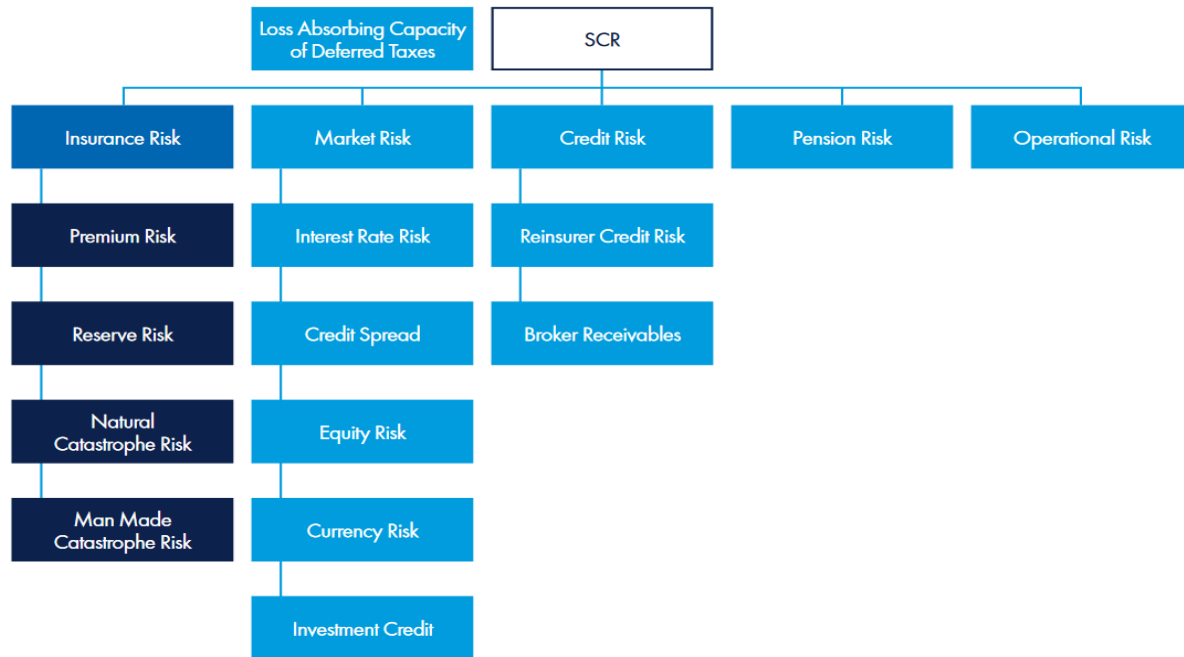 Loss Absorbing Capacity
of Deferred Taxes
SCR
Insurance Risk
Market Risk
Credit Risk
Pension Risk
Operational Risk
Premium Risk
Interest Rate Risk
Reinsurer Credit Risk
Reserve Risk
Credit Spread
Broker Receivables
Natural
Catastrophe Risk
Equity Risk
Man Made
Catastrophe Risk
Currency Risk
Investment Credit